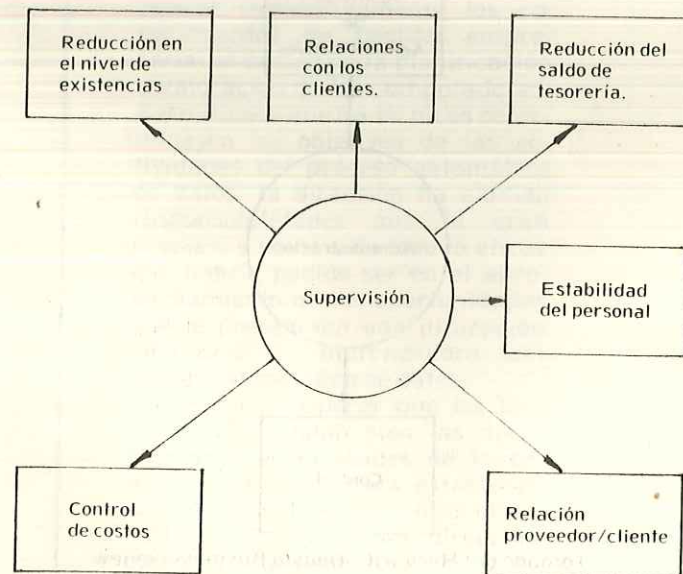 Reducción en
el nivel de
existencias
Relaciones
con los
clientes.
Reducción del
saldo de
tesorería.
Supervisión
Estabilidad
del personal
Control
de costos
Relación
proveedor/cliente